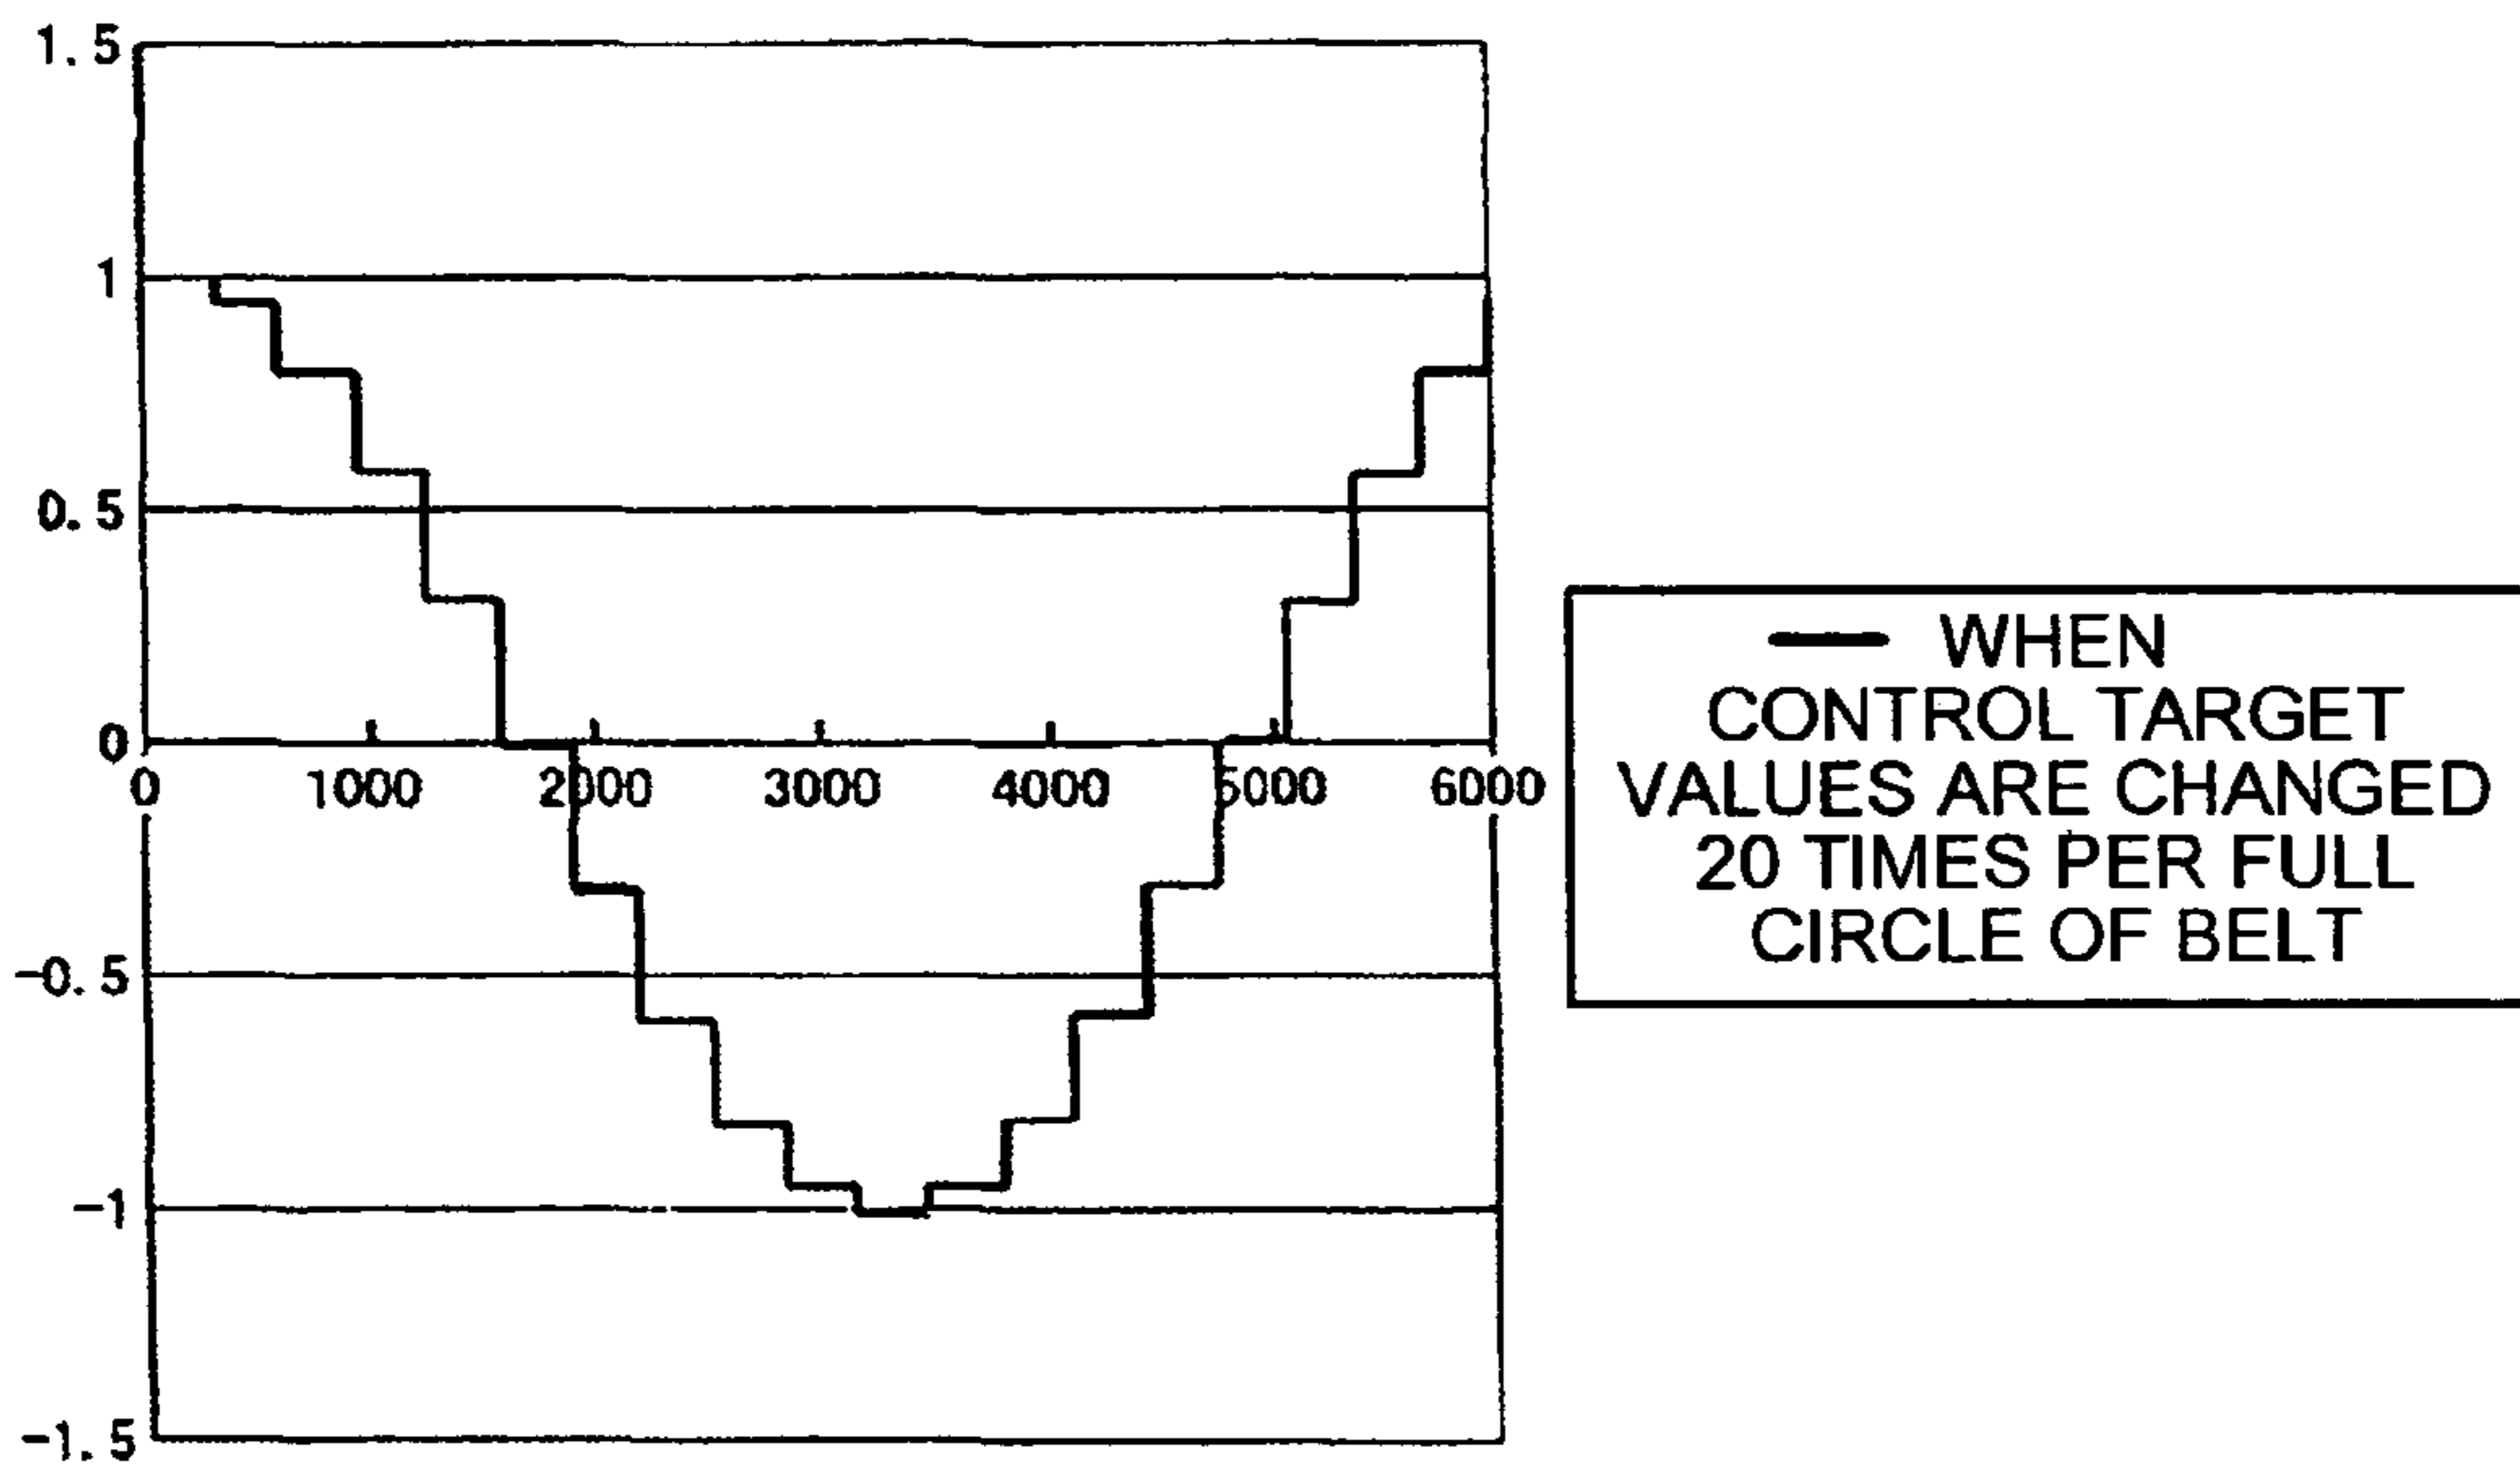 1.5
1
0.5
0
0 1000 2000 3000 4000 5000 6000
-0.5
-1
-1.5
WHEN
CONTROL TARGET
VALUES ARE CHANGED
20 TIMES PER FULL
CIRCLE OF BELT